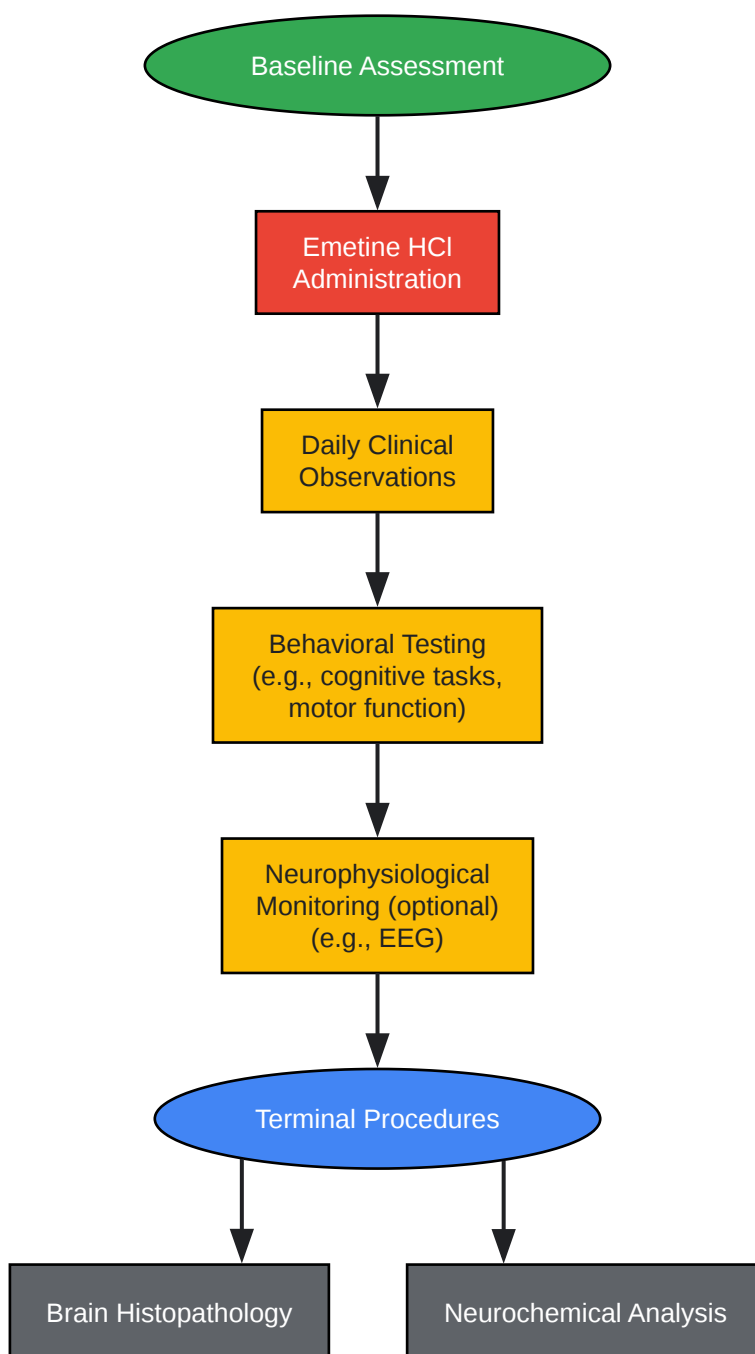 Baseline Assessment
Emetine HCl
Administration
Daily Clinical
Observations
Behavioral Testing
(e.g., cognitive tasks,
motor function)
Neurophysiological
Monitoring (optional)
(e.g., EEG)
Terminal Procedures
Brain Histopathology
Neurochemical Analysis